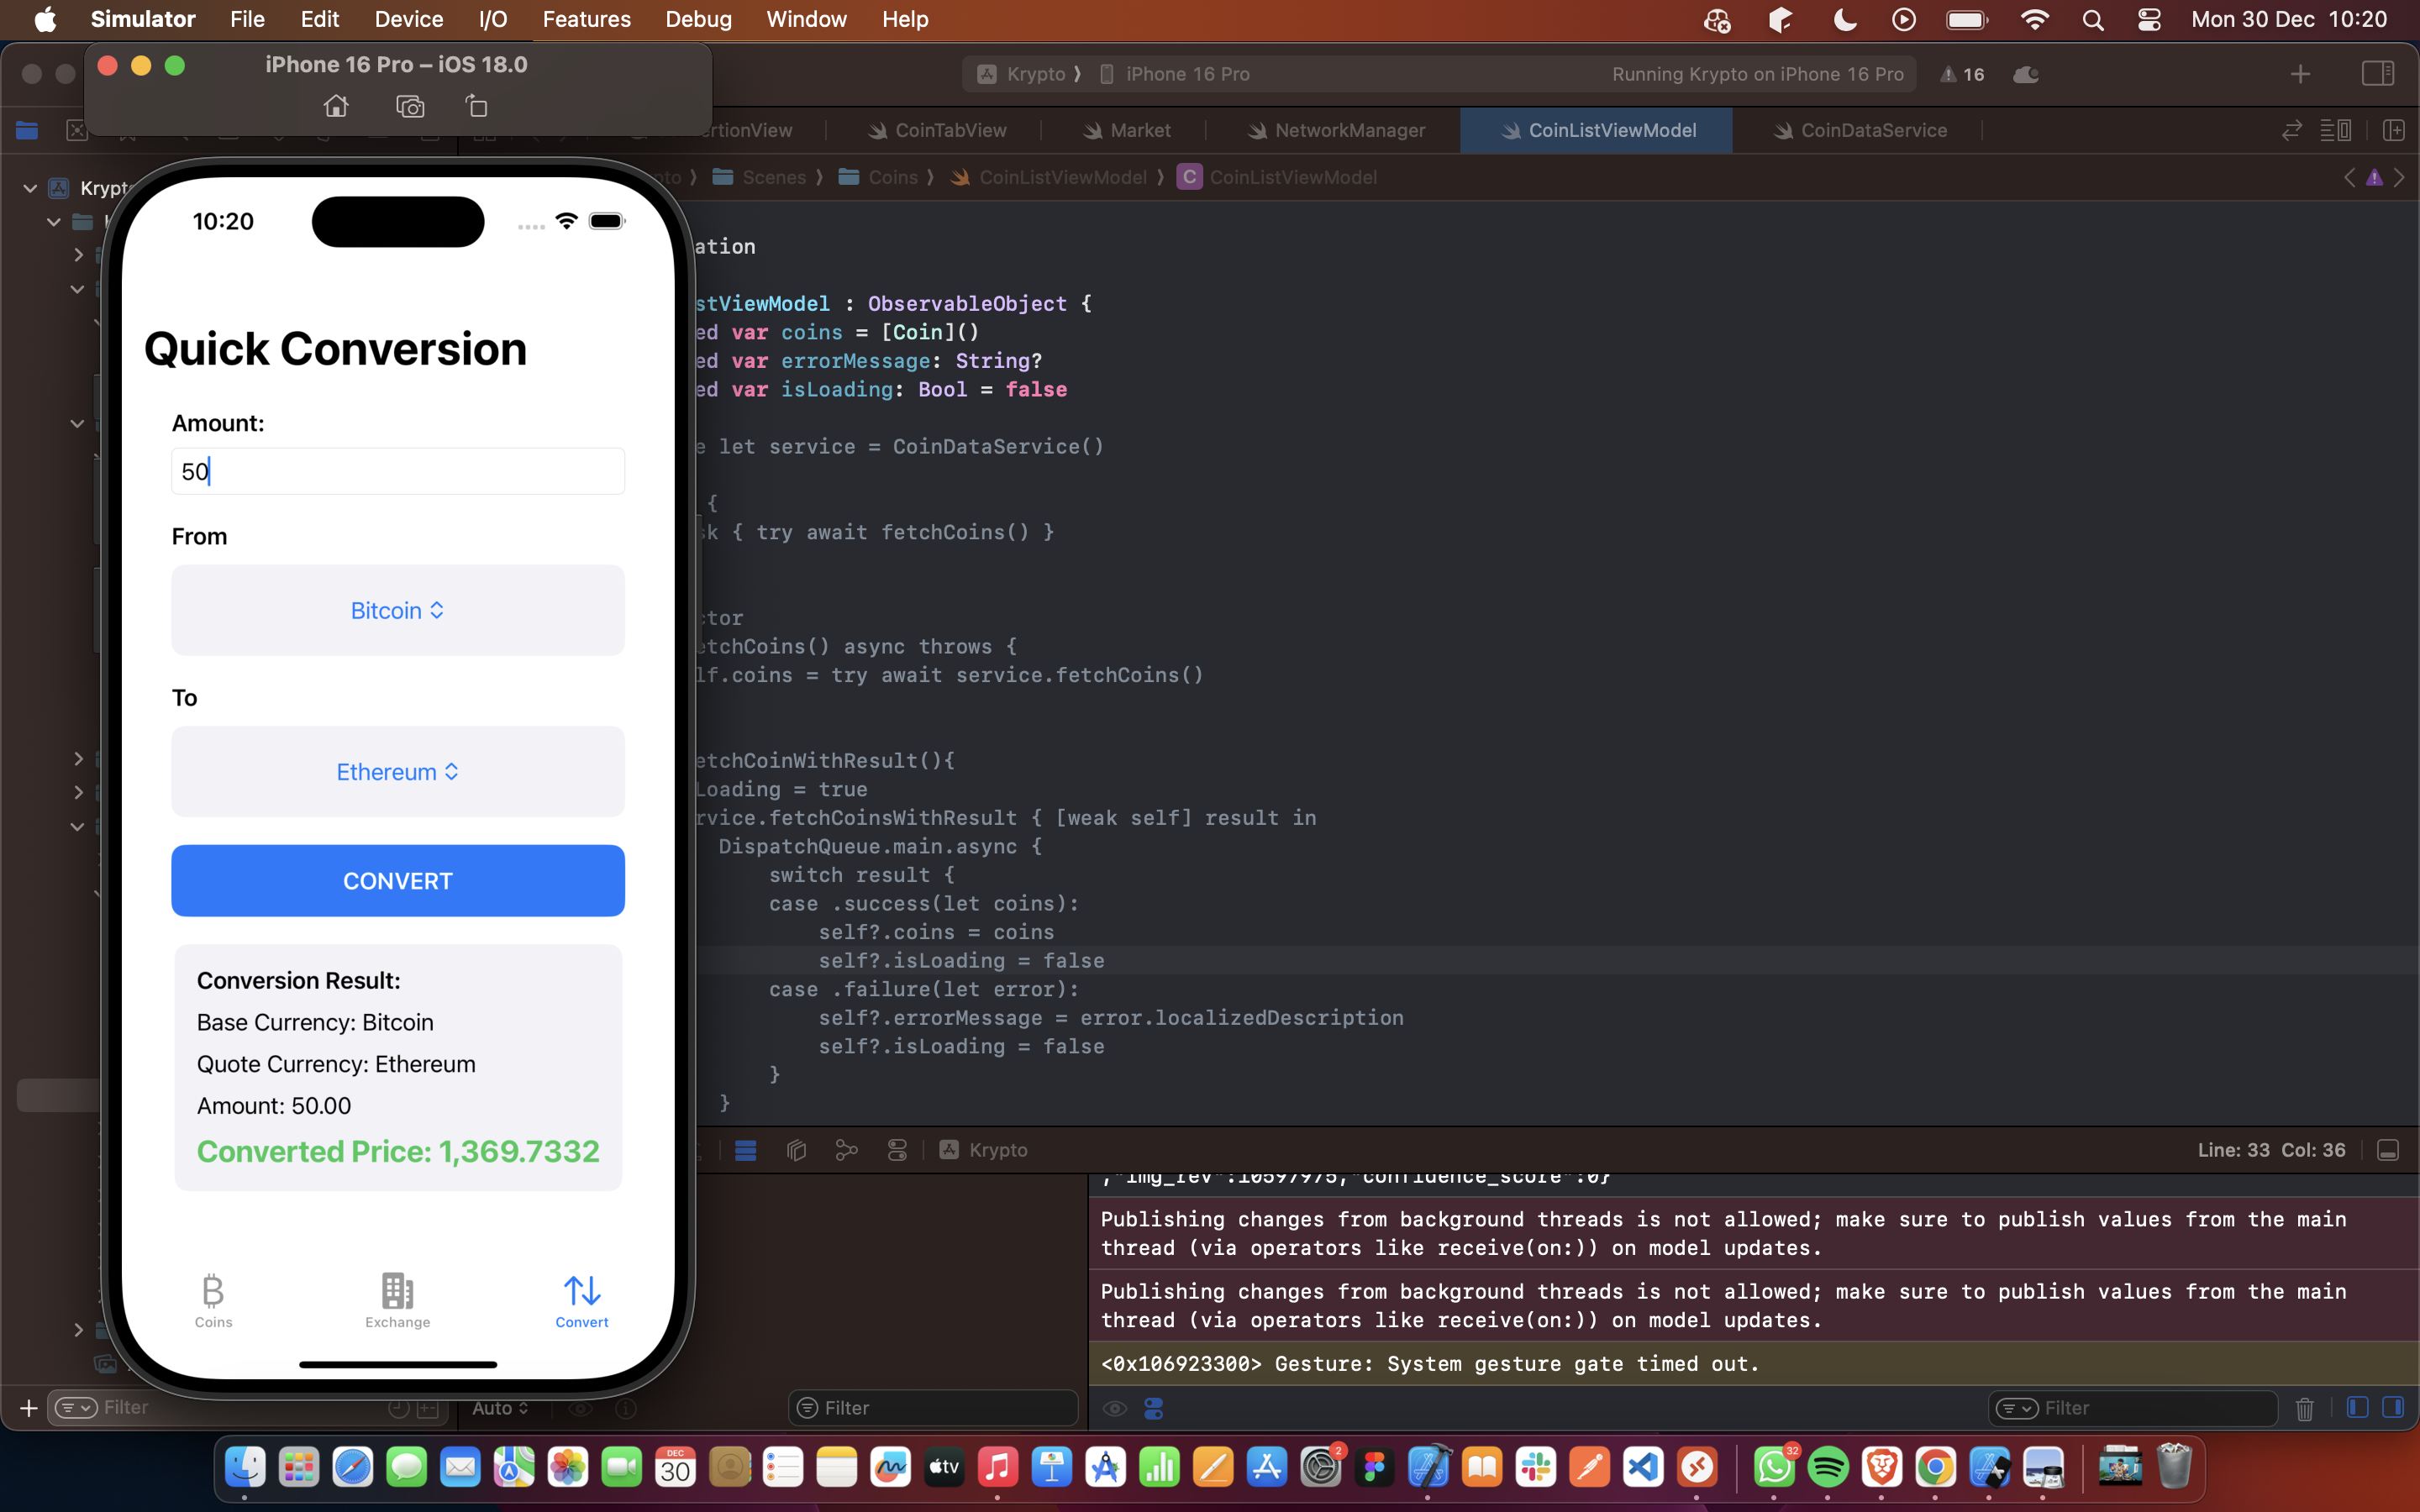 Simulator File Edit Device I/O Features Debug Window Help Mon 30 Dec 10:20
iPhone 16 Pro – iOS 18.0
Krypto iPhone 16 Pro Running Krypto on iPhone 16 Pro 16
rtionView CoinTabView Market NetworkManager CoinListViewModel CoinDataService
Scenes Coins CoinListViewModel C CoinListViewModel
10:20
Quick Conversion
Amount:
50
From
Bitcoin
To
Ethereum
CONVERT
Conversion Result:
Base Currency: Bitcoin
Quote Currency: Ethereum
Amount: 50.00
Converted Price: 1,369.7332
Coins Exchange Convert
ation
stViewModel : ObservableObject {
ed var coins = [Coin]()
ed var errorMessage: String?
ed var isLoading: Bool = false
e let service = CoinDataService()
{
sk { try await fetchCoins() }
ctor
etchCoins() async throws {
lf.coins = try await service.fetchCoins()
etchCoinWithResult(){
Loading = true
rvice.fetchCoinsWithResult { [weak self] result in
DispatchQueue.main.async {
switch result {
case .success(let coins):
self?.coins = coins
self?.isLoading = false
case .failure(let error):
self?.errorMessage = error.localizedDescription
self?.isLoading = false
}
}
Krypto Line: 33 Col: 36
,"img_rev":10597975,"confidence_score":0}
Publishing changes from background threads is not allowed; make sure to publish values from the main
thread (via operators like receive(on:)) on model updates.
Publishing changes from background threads is not allowed; make sure to publish values from the main
thread (via operators like receive(on:)) on model updates.
<0x106923300> Gesture: System gesture gate timed out.
Filter Auto Filter Filter
DEC
30
tv
2
32